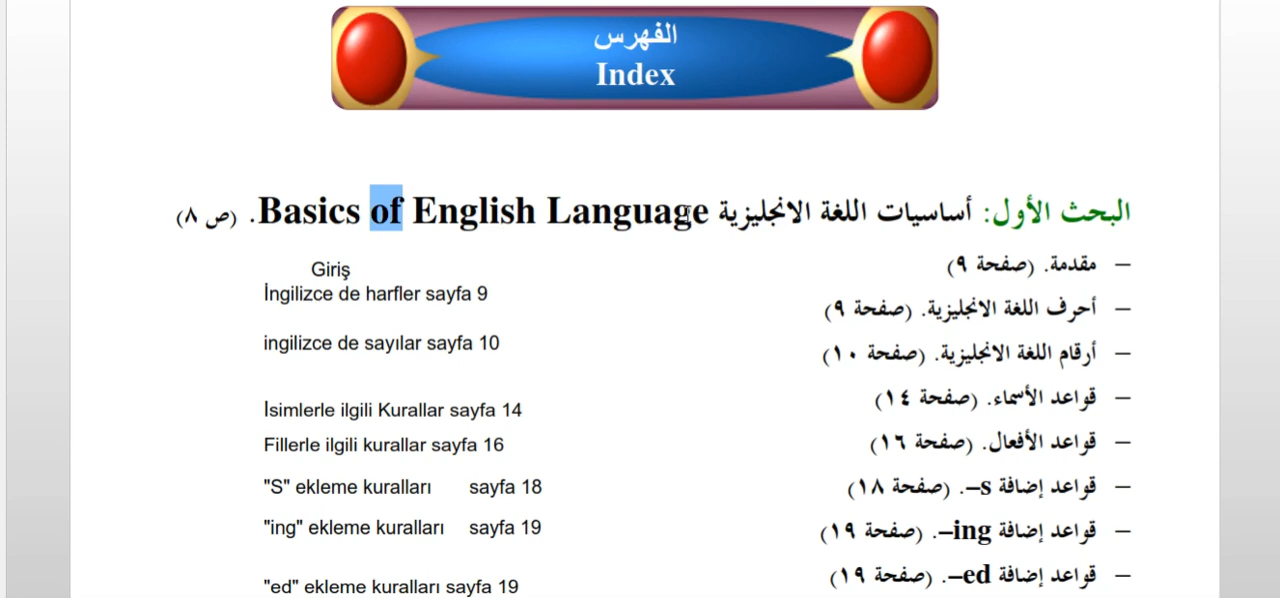 الفهرس
Index
البحث الأول: أساسيات اللغة الانجليزية Basics of English Language. (ص ٨)
– مقدمة. (صفحة ٩)
Giriş
İngilizce de harfler sayfa 9
– أحرف اللغة الانجليزية. (صفحة ٩)
ingilizce de sayılar sayfa 10
– أرقام اللغة الانجليزية. (صفحة ١٠)
– قواعد الأسماء. (صفحة ١٤)
İsimlerle ilgili Kurallar sayfa 14
– قواعد الأفعال. (صفحة ١٦)
Fillerle ilgili kurallar sayfa 16
– قواعد إضافة s–. (صفحة ١٨)
"S" ekleme kuralları sayfa 18
– قواعد إضافة ing–. (صفحة ١٩)
"ing" ekleme kuralları sayfa 19
– قواعد إضافة ed–. (صفحة ١٩)
"ed" ekleme kuralları sayfa 19